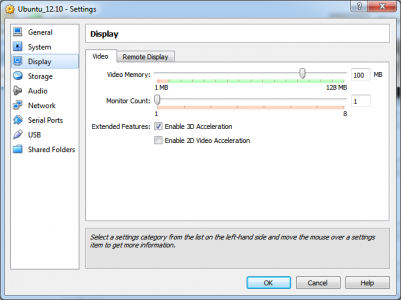 Ubuntu_12.10 - Settings
General
System
Display
Storage
Audio
Network
Serial Ports
USB
Shared Folders
Display
Video
Remote Display
Video Memory:
100 MB
1 MB 128 MB
Monitor Count:
1
1 8
Extended Features: Enable 3D Acceleration
Enable 2D Video Acceleration
Select a settings category from the list on the left-hand side and move the mouse over a settings
item to get more information.
OK Cancel Help